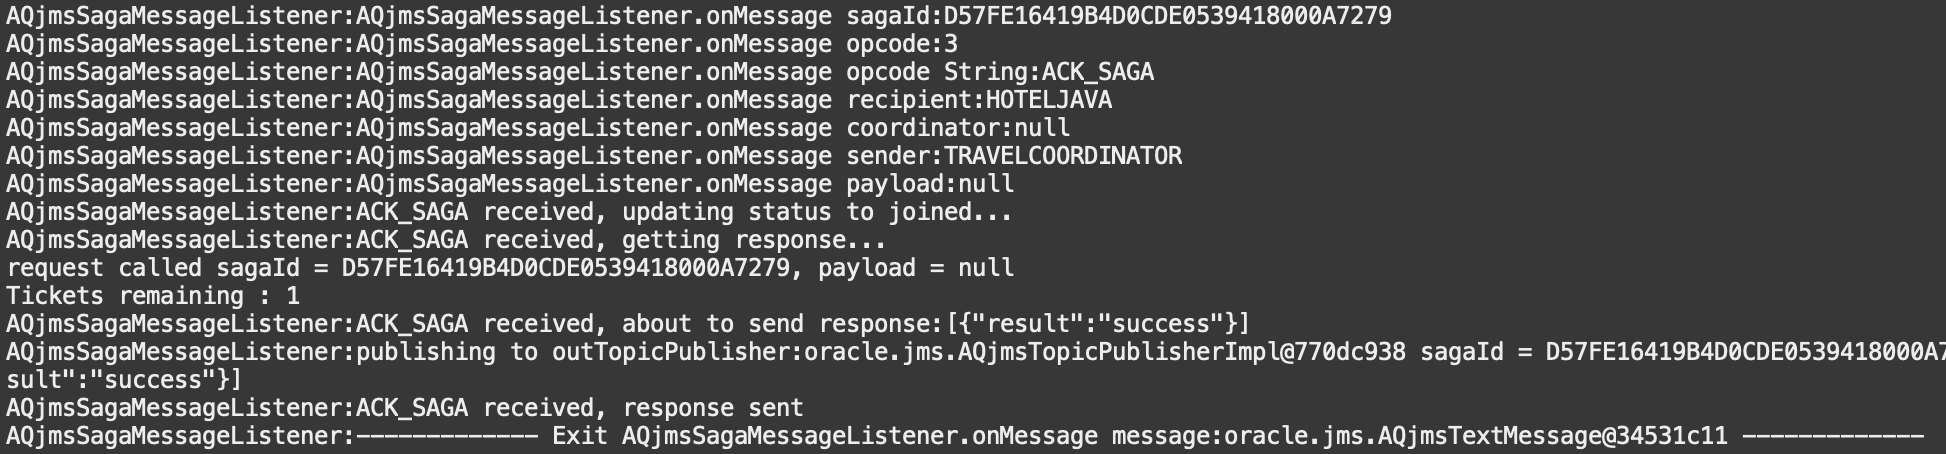 AQjmsSagaMessageListener:AQjmsSagaMessageListener.onMessage sagaId:D57FE16419B4D0CDE0539418000A7279
AQjmsSagaMessageListener:AQjmsSagaMessageListener.onMessage opcode:3
AQjmsSagaMessageListener:AQjmsSagaMessageListener.onMessage opcode String:ACK_SAGA
AQjmsSagaMessageListener:AQjmsSagaMessageListener.onMessage recipient:HOTELJAVA
AQjmsSagaMessageListener:AQjmsSagaMessageListener.onMessage coordinator:null
AQjmsSagaMessageListener:AQjmsSagaMessageListener.onMessage sender:TRAVELCOORDINATOR
AQjmsSagaMessageListener:AQjmsSagaMessageListener.onMessage payload:null
AQjmsSagaMessageListener:ACK_SAGA received, updating status to joined...
AQjmsSagaMessageListener:ACK_SAGA received, getting response...
request called sagaId = D57FE16419B4D0CDE0539418000A7279, payload = null
Tickets remaining : 1
AQjmsSagaMessageListener:ACK_SAGA received, about to send response:[{"result":"success"}]
AQjmsSagaMessageListener:publishing to outTopicPublisher:oracle.jms.AQjmsTopicPublisherImpl@770dc938 sagaId = D57FE16419B4D0CDE0539418000A7
sult":"success"}]
AQjmsSagaMessageListener:ACK_SAGA received, response sent
AQjmsSagaMessageListener:------------- Exit AQjmsSagaMessageListener.onMessage message:oracle.jms.AQjmsTextMessage@34531c11 -------------